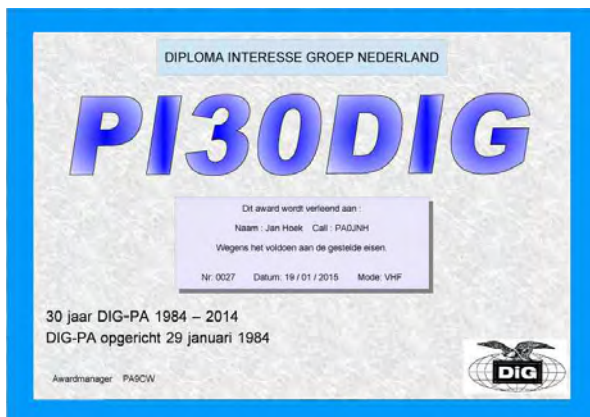 DIPLOMA INTERESSE GROEP NEDERLAND
PI30DIG
Dit award wordt verleend aan :
Naam : Jan Hoek Call : PA0JNH
Wegens het voldoen aan de gestelde eisen.
Nr: 0027 Datum: 19 / 01 / 2015 Mode: VHF
30 jaar DIG-PA 1984 – 2014
DIG-PA opgericht 29 januari 1984
Awardmanager PA9CW
DIG